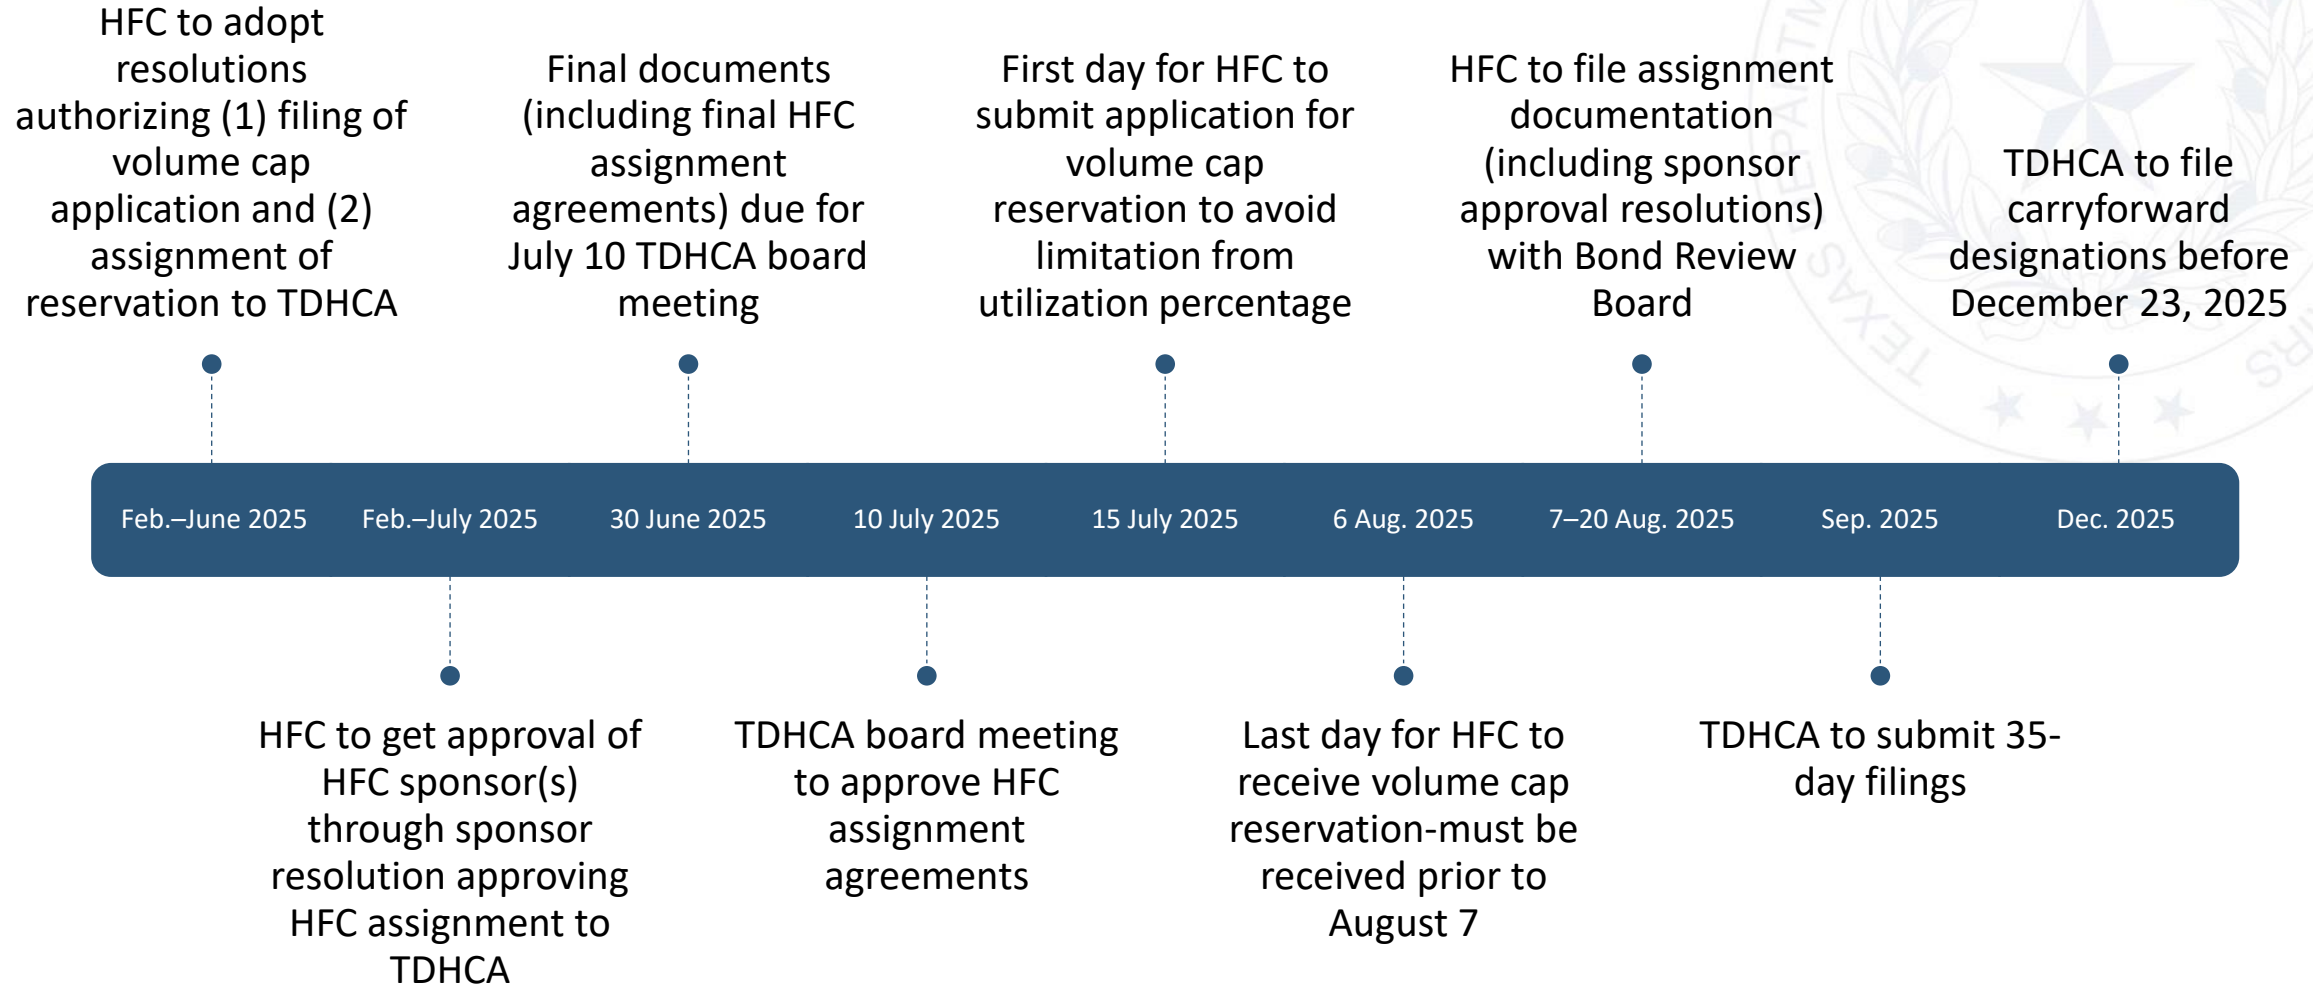 HFC to adopt
resolutions
authorizing (1) filing of
volume cap
application and (2)
assignment of
reservation to TDHCA
Final documents
(including final HFC
assignment
agreements) due for
July 10 TDHCA board
meeting
First day for HFC to
submit application for
volume cap
reservation to avoid
limitation from
utilization percentage
HFC to file assignment
documentation
(including sponsor
approval resolutions)
with Bond Review
Board
TDHCA to file
carryforward
designations before
December 23, 2025
Feb.–June 2025
Feb.–July 2025
30 June 2025
10 July 2025
15 July 2025
6 Aug. 2025
7–20 Aug. 2025
Sep. 2025
Dec. 2025
HFC to get approval of
HFC sponsor(s)
through sponsor
resolution approving
HFC assignment to
TDHCA
TDHCA board meeting
to approve HFC
assignment
agreements
Last day for HFC to
receive volume cap
reservation-must be
received prior to
August 7
TDHCA to submit 35-
day filings
TEXAS DEPARTM
IRS